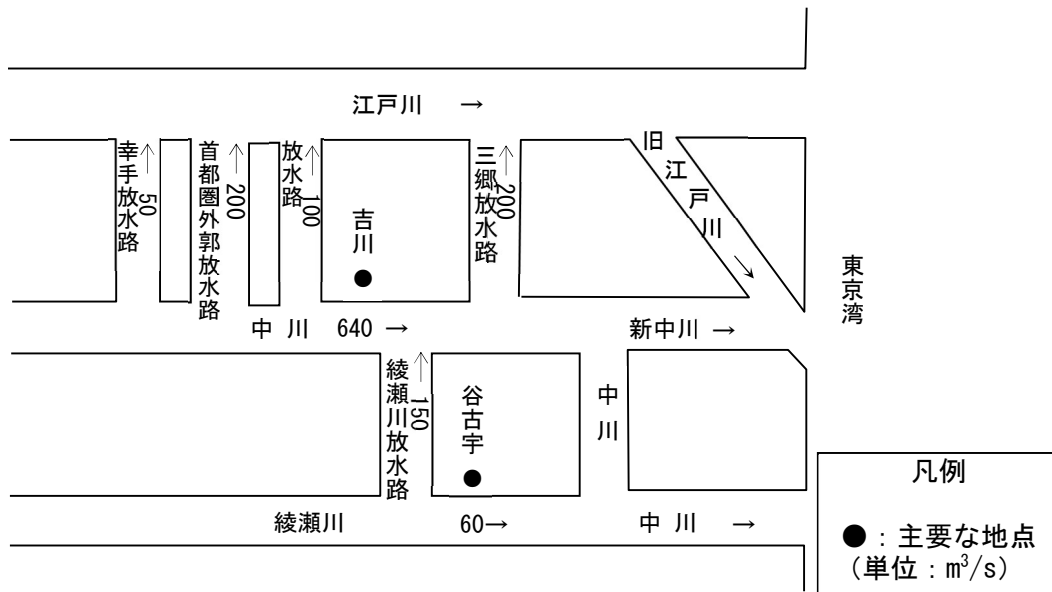 江戸川 →
幸手放水路
←50
首都圏外郭放水路
←200
放水路
←100
吉川
●
三郷放水路
←200
旧江戸川 →
東京湾
中川 640 →
新中川 →
綾瀬川放水路
←150
谷古宇
●
中川
綾瀬川 60→
中川 →
凡例
●：主要な地点
（単位：m³/s）